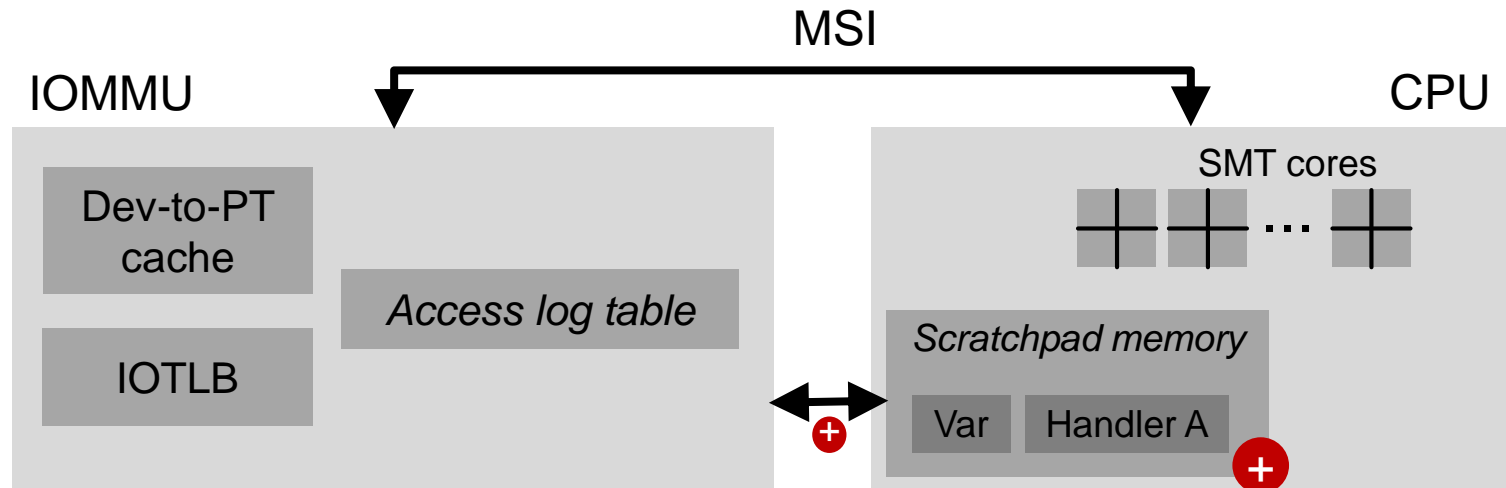 MSI
IOMMU
CPU
Dev-to-PT
cache
IOTLB
Access log table
SMT cores
...
Scratchpad memory
Var
Handler A
+
+